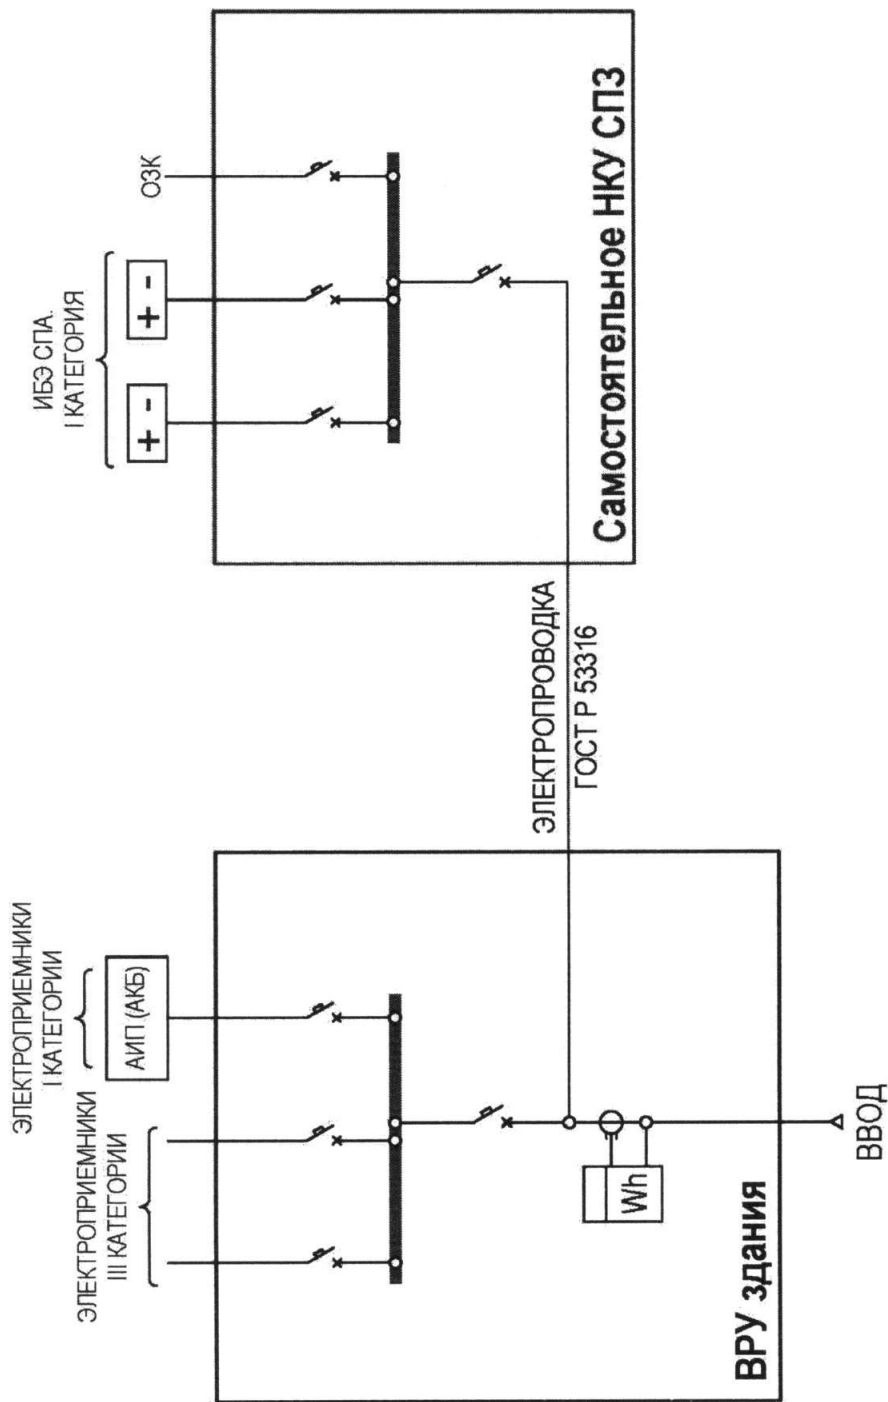 ЭЛЕКТРОПРИЕМНИКИ
III КАТЕГОРИИ
ЭЛЕКТРОПРИЕМНИКИ
I КАТЕГОРИИ
АИП (АКБ)
Wh
ВРУ здания
ВВОД
ЭЛЕКТРОПРОВОДКА
ГОСТ Р 53316
ИБЭ СПА.
I КАТЕГОРИЯ
+ -
+ -
ОЗК
Самостоятельное НКУ СПЗ